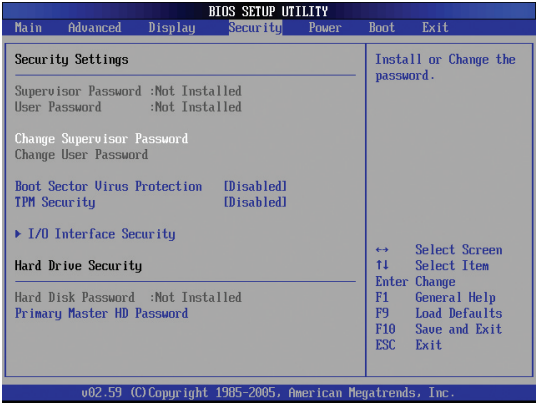 BIOS SETUP UTILITY
Main Advanced Display Security Power Boot Exit
Security Settings
Supervisor Password :Not Installed
User Password :Not Installed
Change Supervisor Password
Change User Password
Boot Sector Virus Protection [Disabled]
TPM Security [Disabled]
I/O Interface Security
Hard Drive Security
Hard Disk Password :Not Installed
Primary Master HD Password
Install or Change the
password.
↔ Select Screen
↑↓ Select Item
Enter Change
F1 General Help
F9 Load Defaults
F10 Save and Exit
ESC Exit
v02.59 (C)Copyright 1985-2005, American Megatrends, Inc.